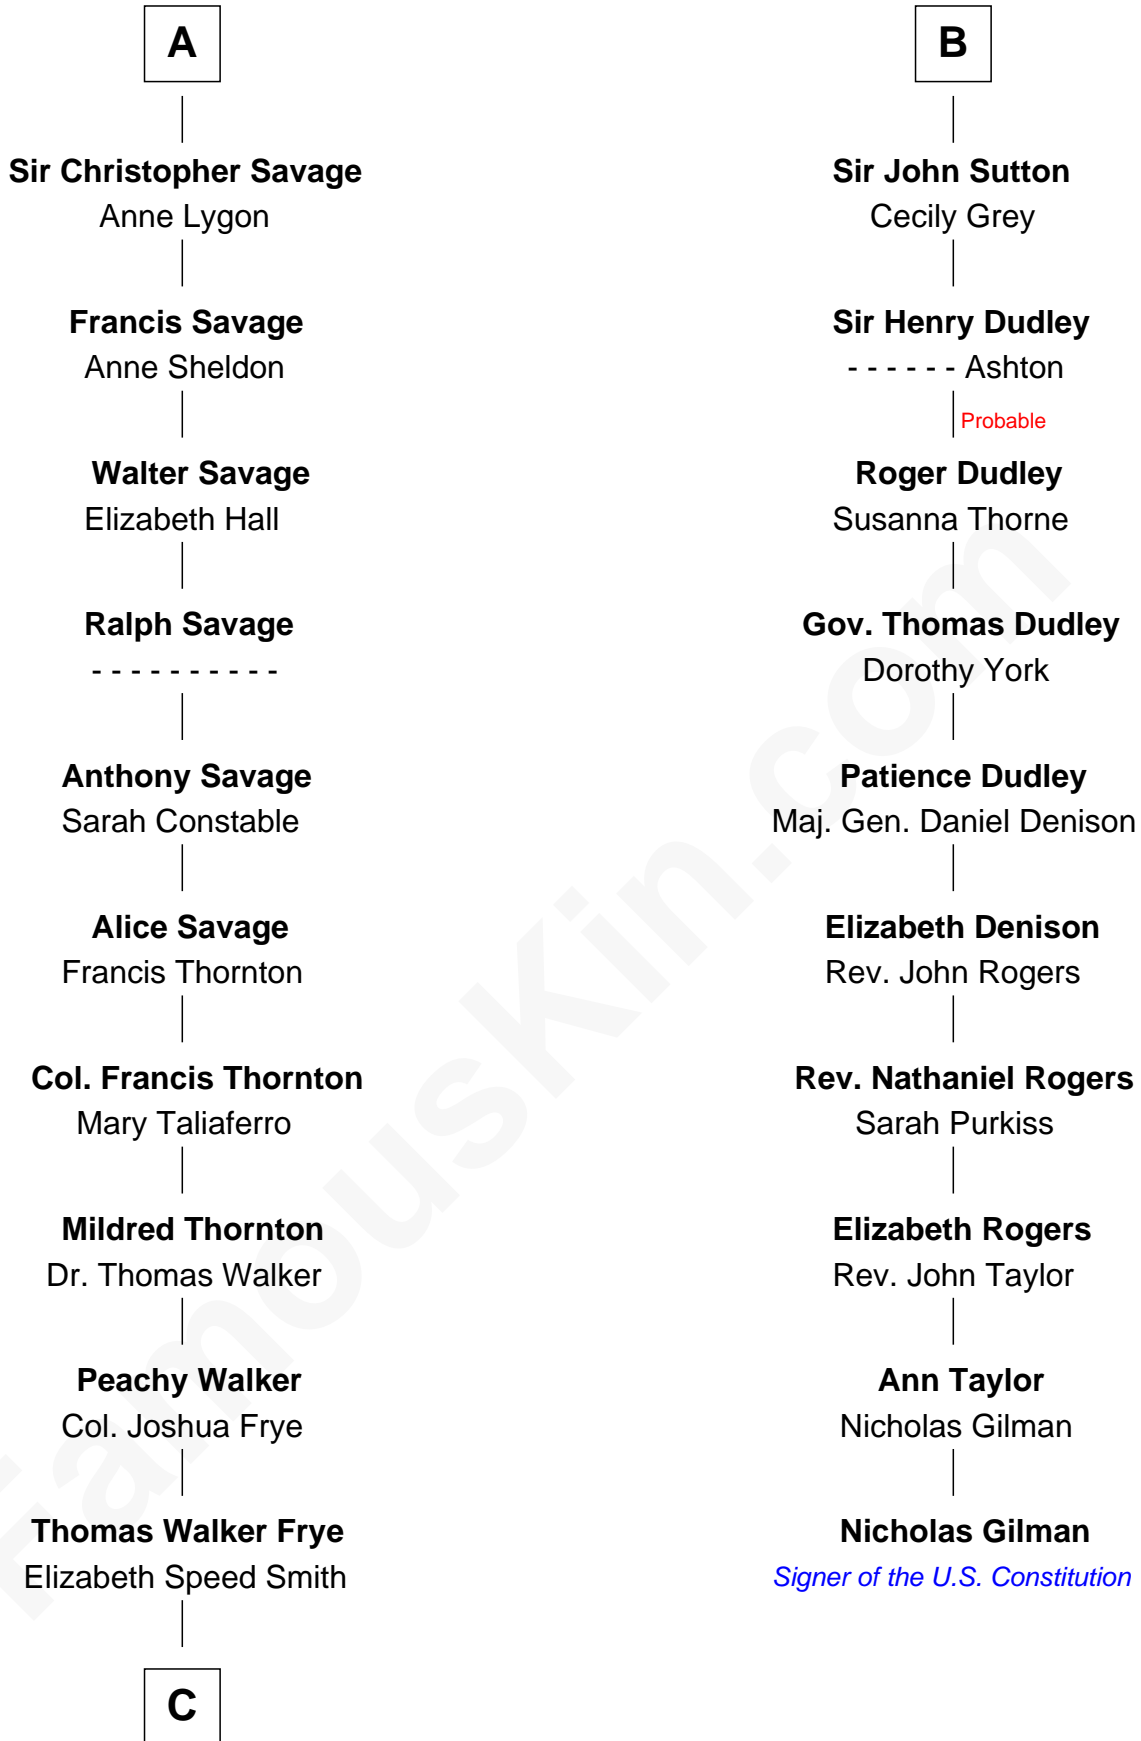 A
Sir Christopher Savage
Anne Lygon
Francis Savage
Anne Sheldon
Walter Savage
Elizabeth Hall
Ralph Savage
- - - - - - - - - -
Anthony Savage
Sarah Constable
Alice Savage
Francis Thornton
Col. Francis Thornton
Mary Taliaferro
Mildred Thornton
Dr. Thomas Walker
Peachy Walker
Col. Joshua Frye
Thomas Walker Frye
Elizabeth Speed Smith
C
B
Sir John Sutton
Cecily Grey
Sir Henry Dudley
- - - - - - Ashton
Probable
Roger Dudley
Susanna Thorne
Gov. Thomas Dudley
Dorothy York
Patience Dudley
Maj. Gen. Daniel Denison
Elizabeth Denison
Rev. John Rogers
Rev. Nathaniel Rogers
Sarah Purkiss
Elizabeth Rogers
Rev. John Taylor
Ann Taylor
Nicholas Gilman
Nicholas Gilman
Signer of the U.S. Constitution
FamousKin.com